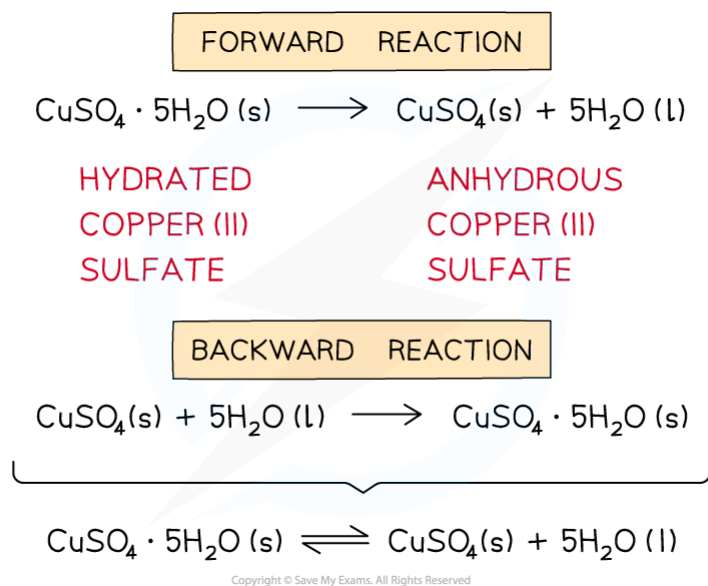 FORWARD REACTION
CuSO₄ · 5H₂O (s) ⟶ CuSO₄(s) + 5H₂O (l)
HYDRATED ANHYDROUS
COPPER (II) COPPER (II)
SULFATE SULFATE
BACKWARD REACTION
CuSO₄(s) + 5H₂O (l) ⟶ CuSO₄ · 5H₂O (s)
CuSO₄ · 5H₂O (s) ⇌ CuSO₄(s) + 5H₂O (l)
Copyright © Save My Exams. All Rights Reserved